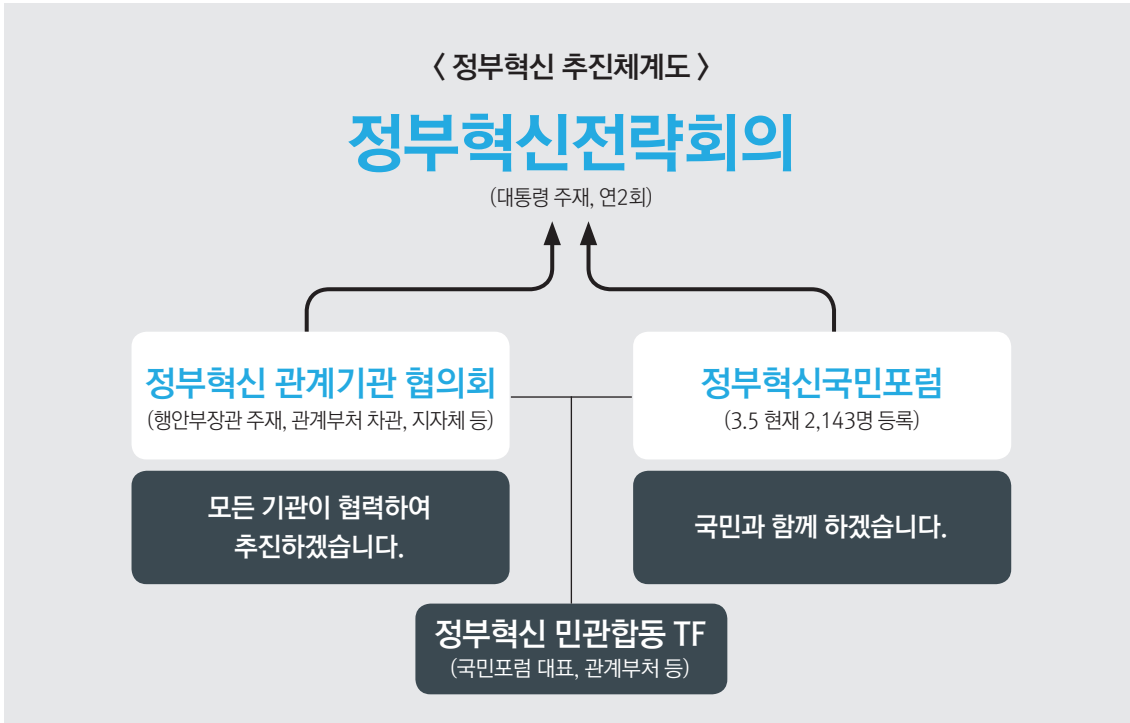 〈 정부혁신 추진체계도 〉
정부혁신전략회의
(대통령 주재, 연2회)
정부혁신 관계기관 협의회
(행안부장관 주재, 관계부처 차관, 지자체 등)
모든 기관이 협력하여
추진하겠습니다.
정부혁신국민포럼
(3.5 현재 2,143명 등록)
국민과 함께 하겠습니다.
정부혁신 민관합동 TF
(국민포럼 대표, 관계부처 등)